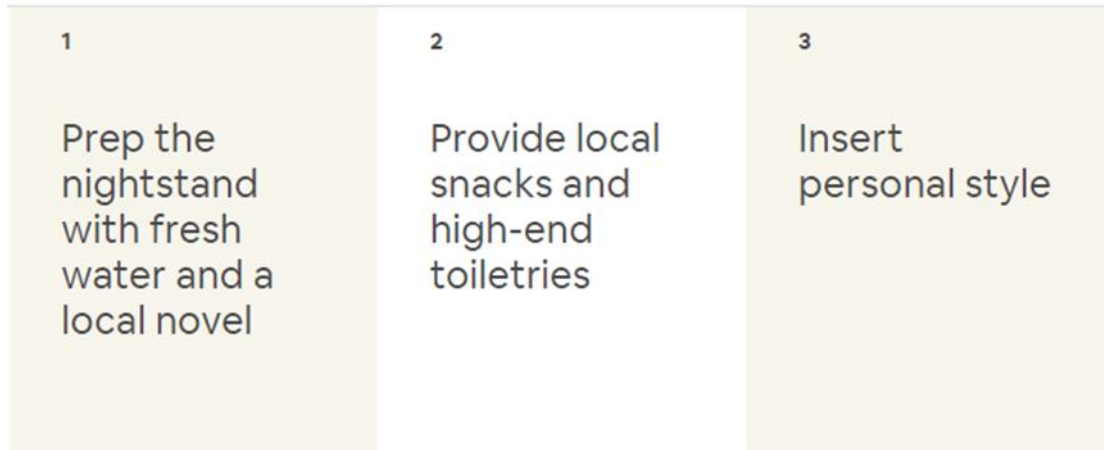 1
Prep the
nightstand
with fresh
water and a
local novel
2
Provide local
snacks and
high-end
toiletries
3
Insert
personal style